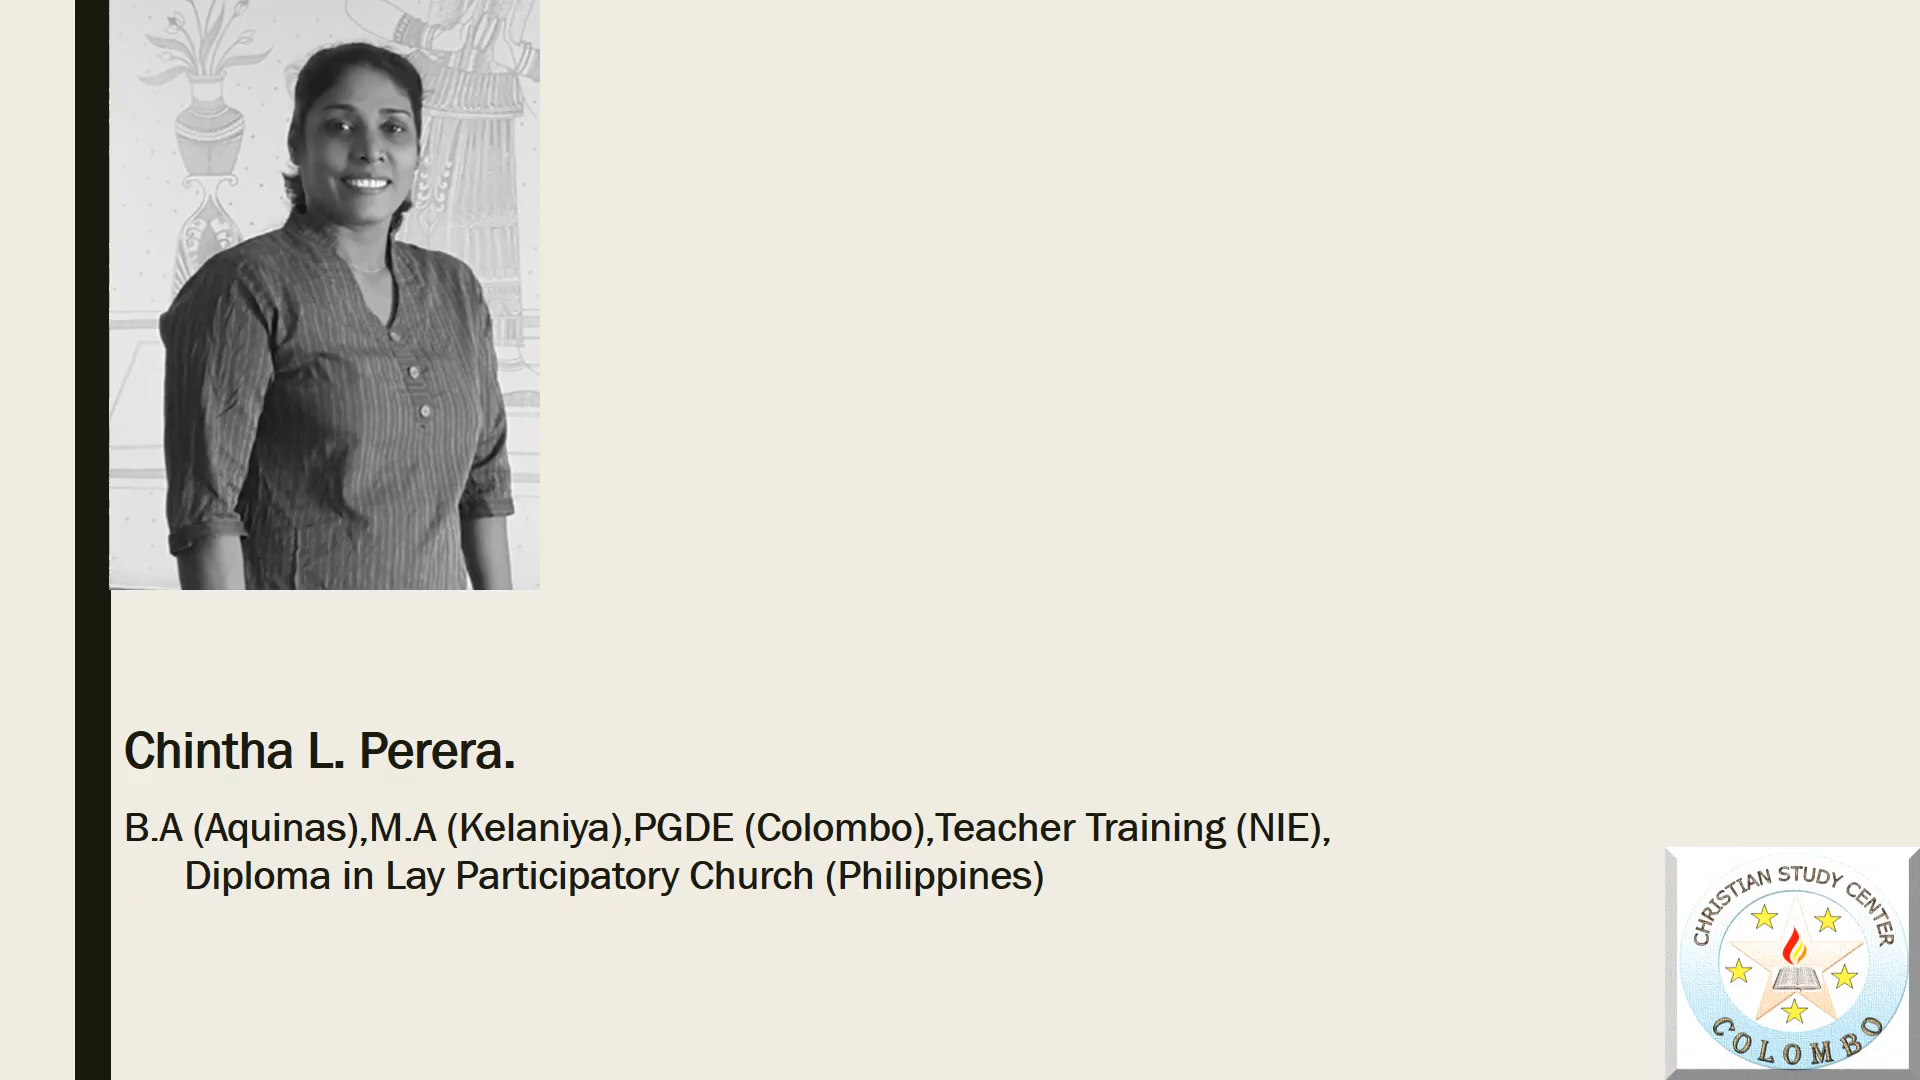 Chintha L. Perera.
B.A (Aquinas),M.A (Kelaniya),PGDE (Colombo),Teacher Training (NIE),
Diploma in Lay Participatory Church (Philippines)
CHRISTIAN STUDY CENTER
COLOMBO